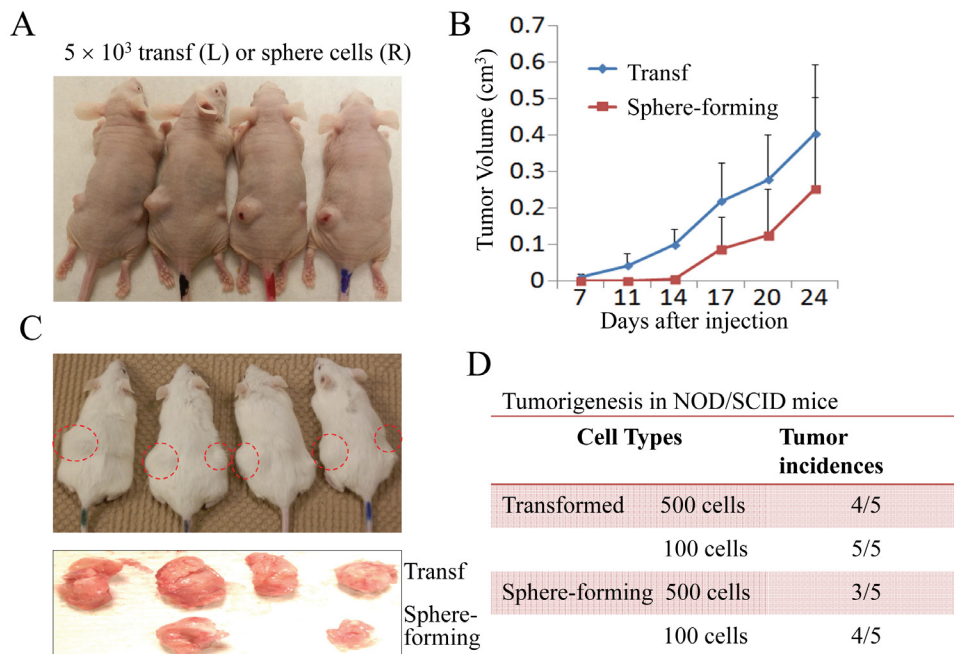 A
5 × 10³ transf (L) or sphere cells (R)
B
Tumor Volume (cm³)
0.7
0.6
0.5
0.4
0.3
0.2
0.1
0
Transf
Sphere-forming
7 11 14 17 20 24
Days after injection
C
Transf
Sphere-
forming
D
Tumorigenesis in NOD/SCID mice
Cell Types Tumor
incidences
Transformed 500 cells 4/5
100 cells 5/5
Sphere-forming 500 cells 3/5
100 cells 4/5